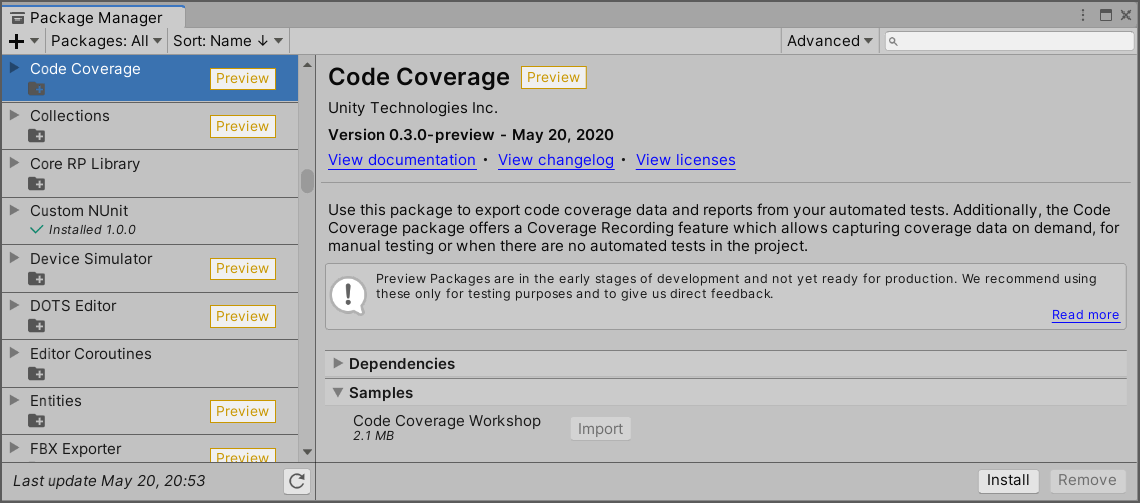 Package Manager
Packages: All
Sort: Name ↓
Advanced
Code Coverage
Preview
Collections
Preview
Core RP Library
Custom NUnit
Installed 1.0.0
Device Simulator
Preview
DOTS Editor
Preview
Editor Coroutines
Entities
Preview
FBX Exporter
Preview
Last update May 20, 20:53
Code Coverage
Preview
Unity Technologies Inc.
Version 0.3.0-preview - May 20, 2020
View documentation • View changelog • View licenses
Use this package to export code coverage data and reports from your automated tests. Additionally, the Code
Coverage package offers a Coverage Recording feature which allows capturing coverage data on demand, for
manual testing or when there are no automated tests in the project.
Preview Packages are in the early stages of development and not yet ready for production. We recommend using
these only for testing purposes and to give us direct feedback.
Read more
Dependencies
Samples
Code Coverage Workshop
2.1 MB
Import
Install
Remove